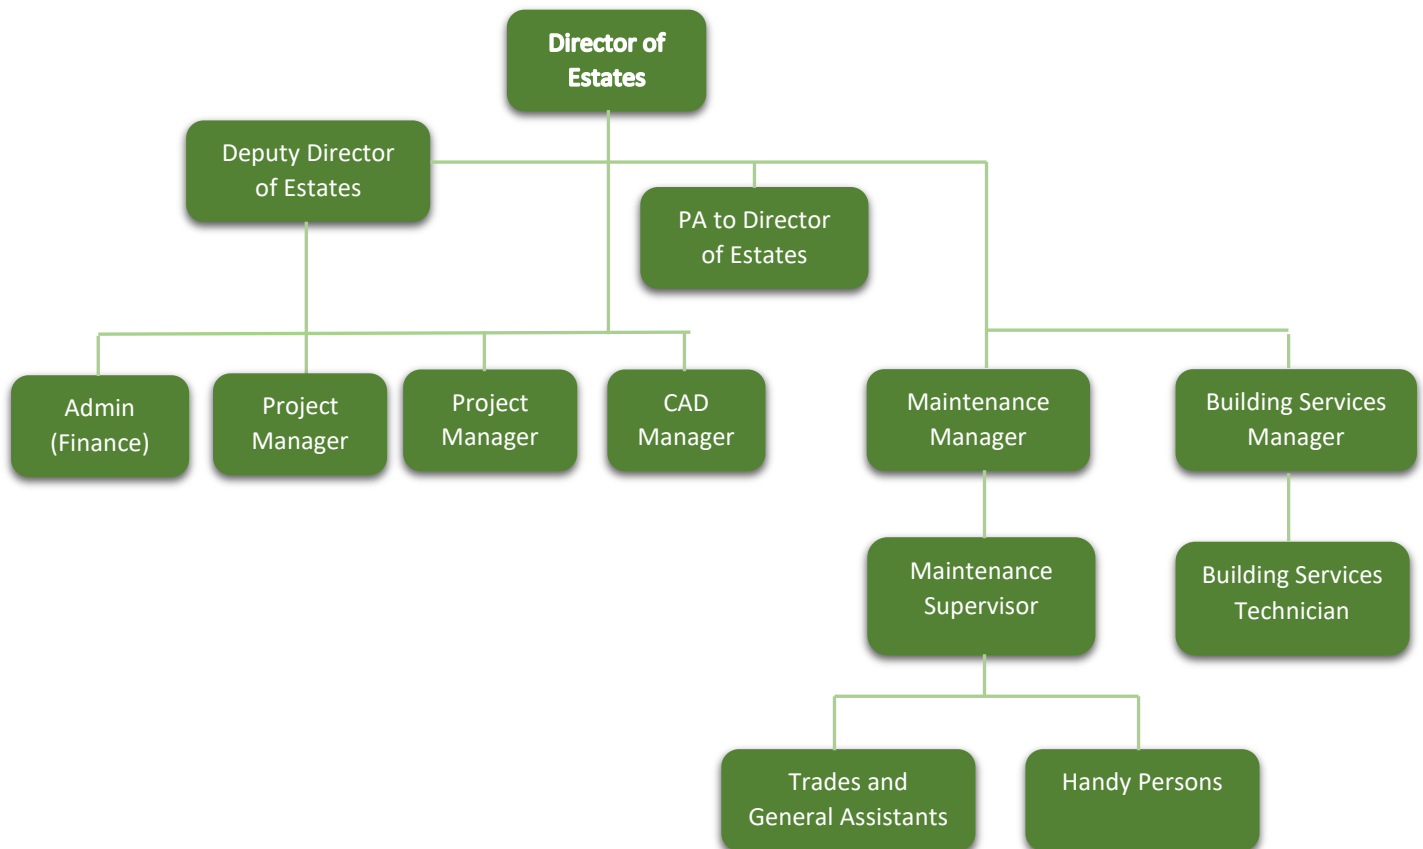 Director of
Estates
Deputy Director
of Estates
PA to Director
of Estates
Admin
(Finance)
Project
Manager
Project
Manager
CAD
Manager
Maintenance
Manager
Building Services
Manager
Maintenance
Supervisor
Building Services
Technician
Trades and
General Assistants
Handy Persons